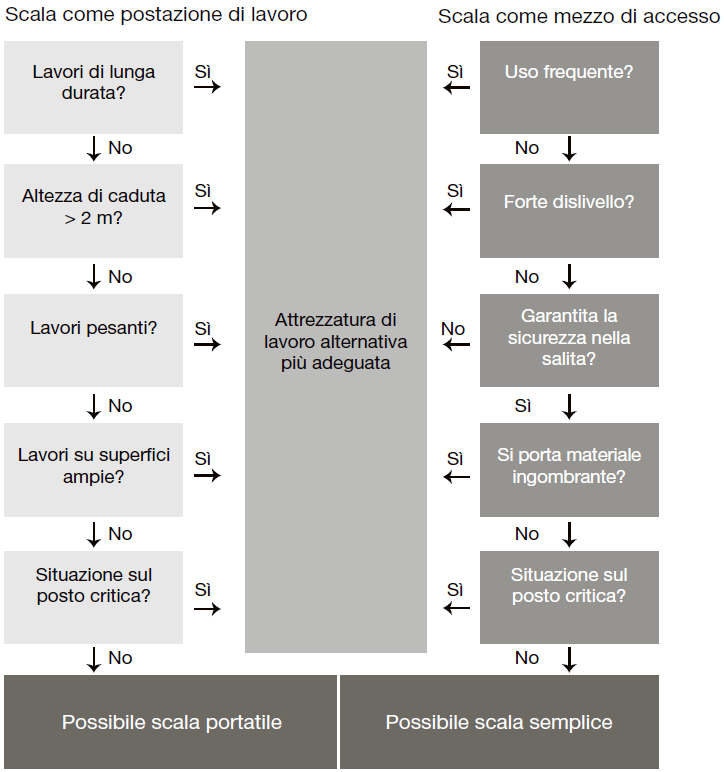 Scala come postazione di lavoro
Scala come mezzo di accesso
Lavori di lunga
durata?
Sì
Sì
Uso frequente?
No
No
Altezza di caduta
> 2 m?
Sì
Sì
Forte dislivello?
No
No
Lavori pesanti?
Sì
Attrezzatura di
lavoro alternativa
più adeguata
No
Garantita la
sicurezza nella
salita?
No
Sì
Lavori su superfici
ampie?
Sì
Sì
Si porta materiale
ingombrante?
No
No
Situazione sul
posto critica?
Sì
Sì
Situazione sul
posto critica?
No
No
Possibile scala portatile
Possibile scala semplice